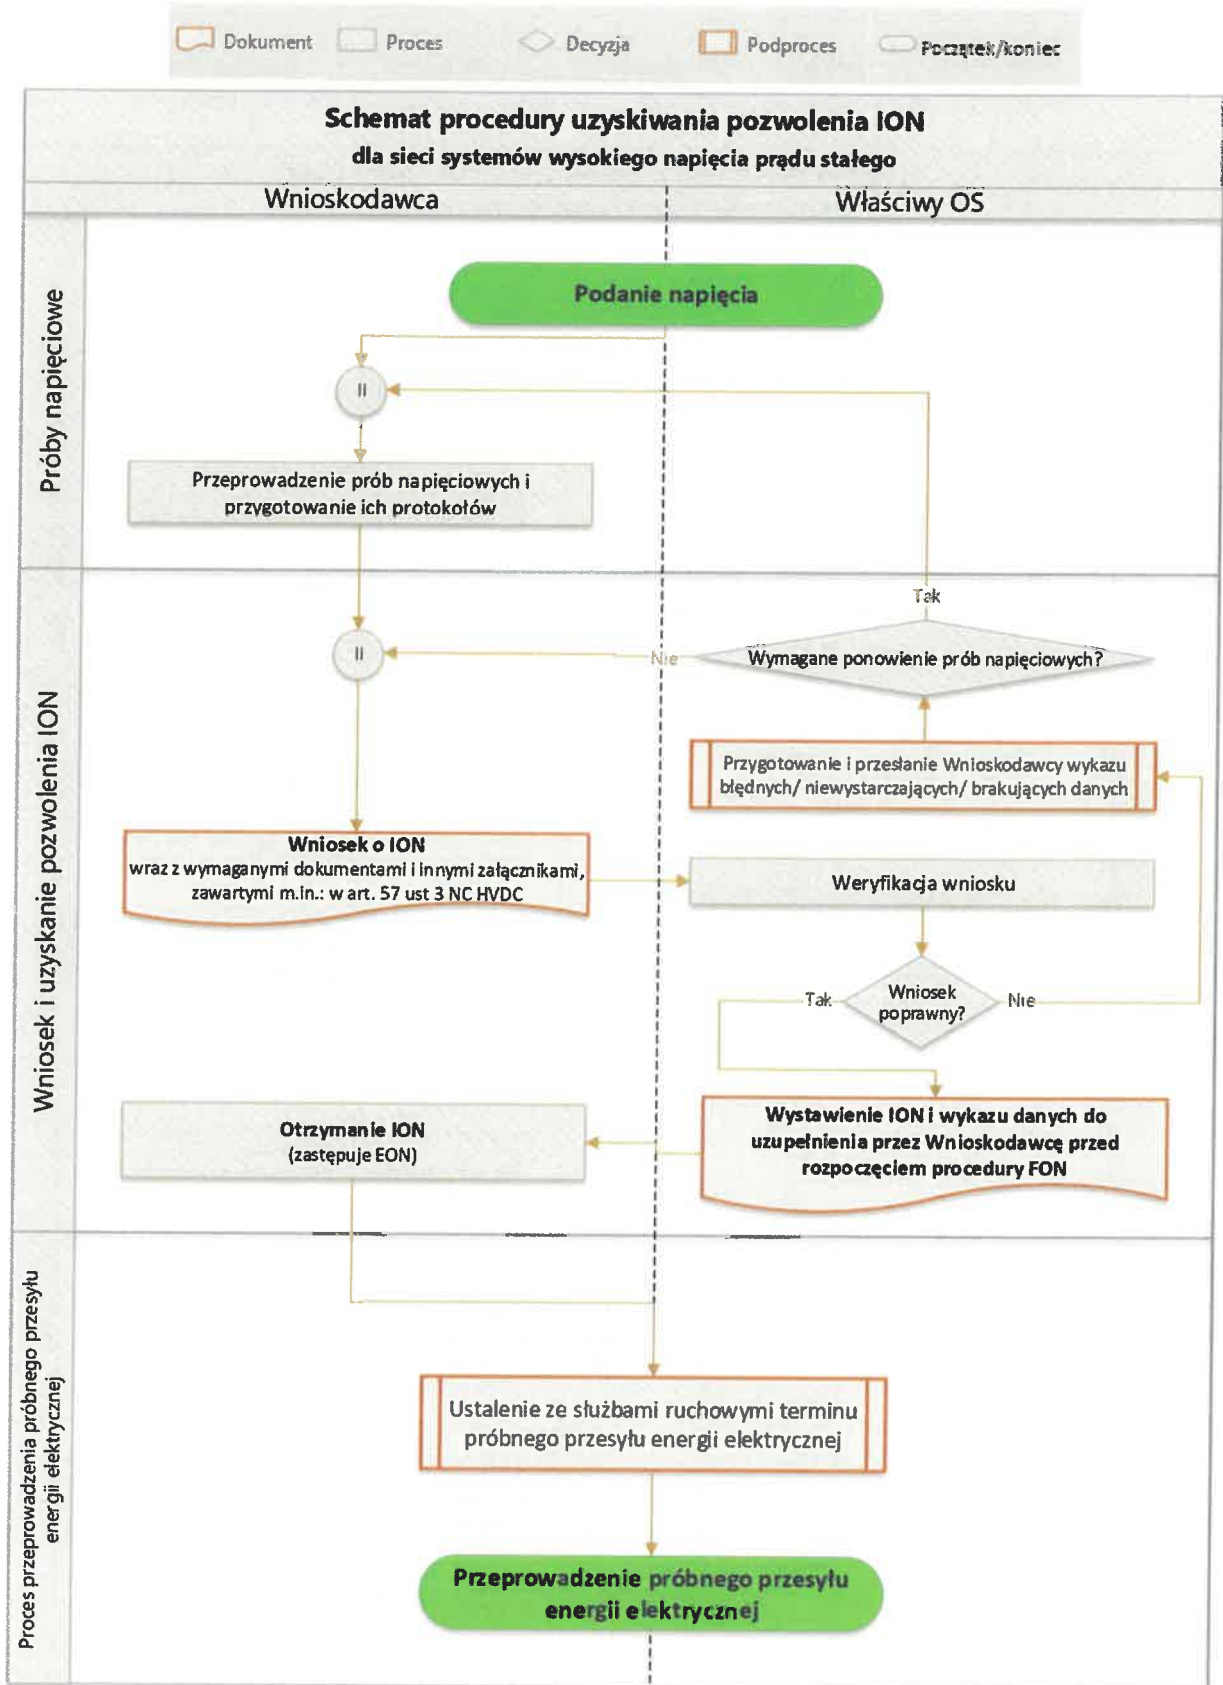 Dokument
Proces
Decyzja
Podproces
Początek/koniec
Schemat procedury uzyskiwania pozwolenia ION
dla sieci systemów wysokiego napięcia prądu stałego
Wnioskodawca
Właściwy OS
Próby napięciowe
Podanie napięcia
II
Przeprowadzenie prób napięciowych i
przygotowanie ich protokołów
Wniosek i uzyskanie pozwolenia ION
Tak
II
Nie
Wymagane ponowienie prób napięciowych?
Przygotowanie i przesłanie Wnioskodawcy wykazu
błędnych/ niewystarczających/ brakujących danych
Wniosek o ION
wraz z wymaganymi dokumentami i innymi załącznikami,
zawartymi m.in.: w art. 57 ust 3 NC HVDC
Weryfikacja wniosku
Tak
Wniosek
poprawny?
Nie
Otrzymanie ION
(zastępuje EON)
Wystawienie ION i wykazu danych do
uzupełnienia przez Wnioskodawcę przed
rozpoczęciem procedury FON
Proces przeprowadzenia próbnego przesyłu
energii elektrycznej
Ustalenie ze służbami ruchowymi terminu
próbnego przesyłu energii elektrycznej
Przeprowadzenie próbnego przesyłu
energii elektrycznej